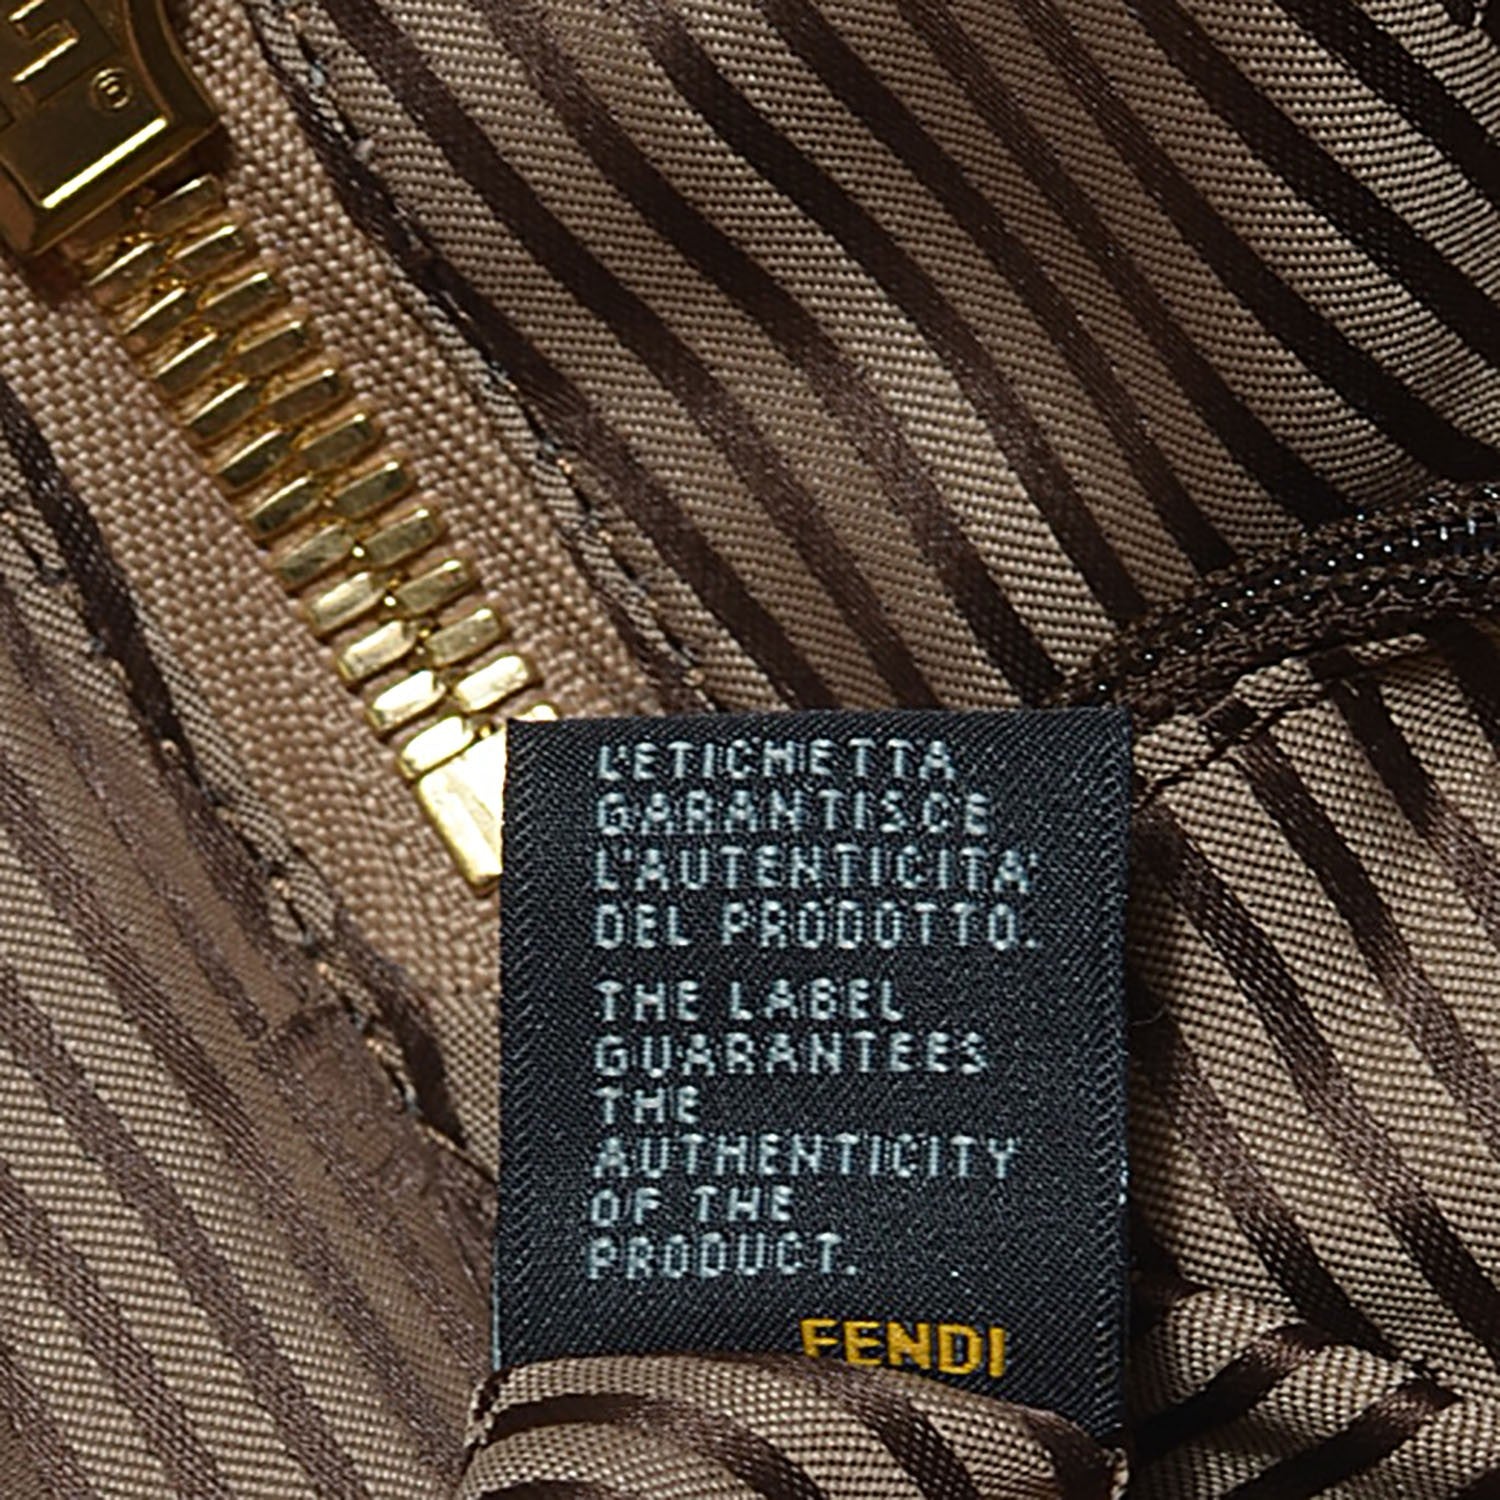 L'ETICHETTA
GARANTISCE
L'AUTENTICITA'
DEL PRODOTTO.
THE LABEL
GUARANTEES
THE
AUTHENTICITY
OF THE
PRODUCT.
FENDI